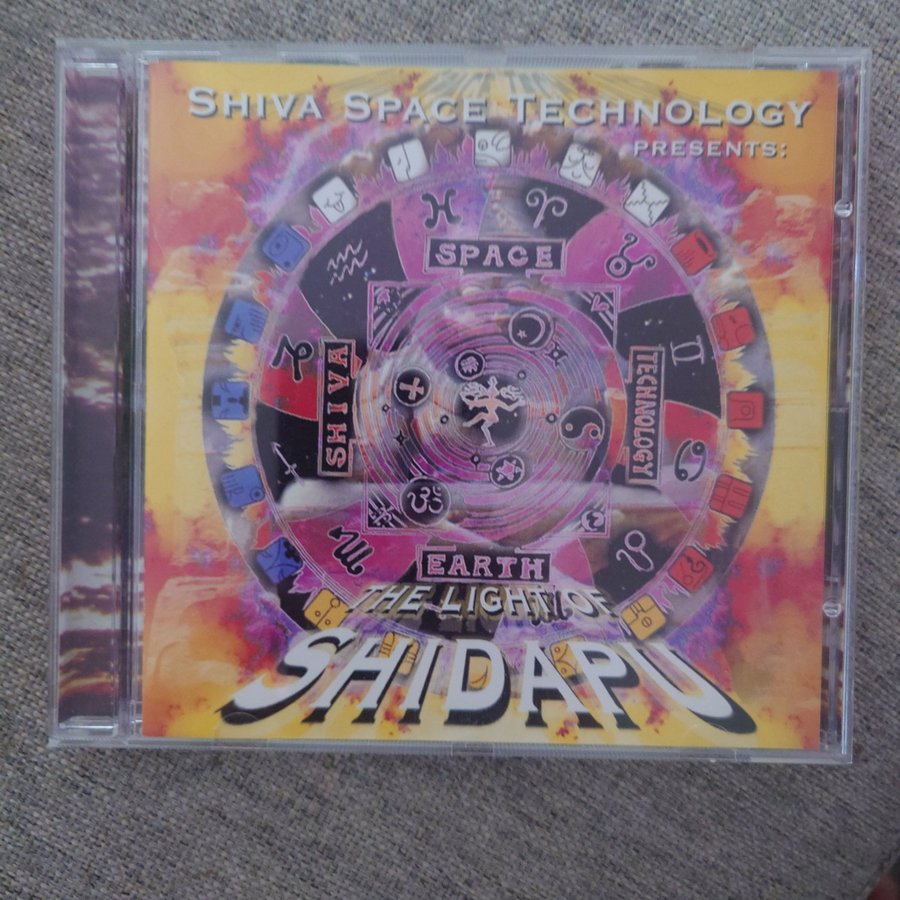 SHIVA SPACE TECHNOLOGY
PRESENTS:
SPACE
SHIVA
TECHNOLOGY
EARTH
THE LIGHT OF
SHIDAPU